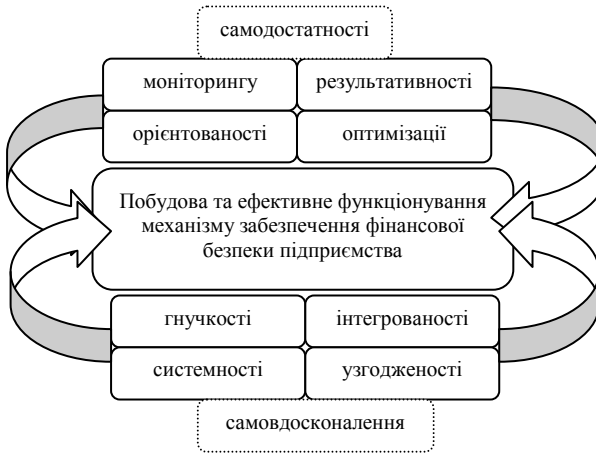 самодостатності
моніторингу результативності
орієнтованості оптимізації
Побудова та ефективне функціонування
механізму забезпечення фінансової
безпеки підприємства
гнучкості інтегрованості
системності узгодженості
самовдосконалення